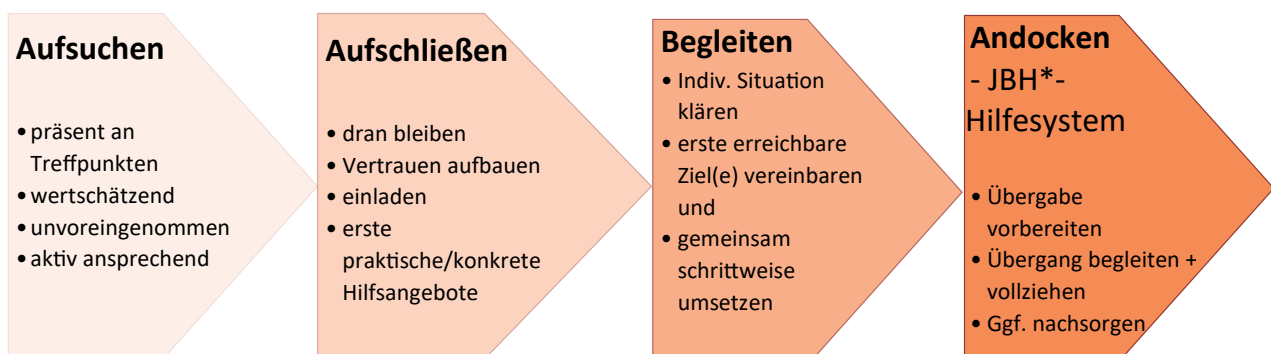 Aufsuchen
• präsent an
Treffpunkten
• wertschätzend
• unvoreingenommen
• aktiv ansprechend
Aufschließen
• dran bleiben
• Vertrauen aufbauen
• einladen
• erste
praktische/konkrete
Hilfsangebote
Begleiten
• Indiv. Situation
klären
• erste erreichbare
Ziel(e) vereinbaren
und
• gemeinsam
schrittweise
umsetzen
Andocken
- JBH*-
Hilfesystem
• Übergabe
vorbereiten
• Übergang begleiten +
vollziehen
• Ggf. nachsorgen